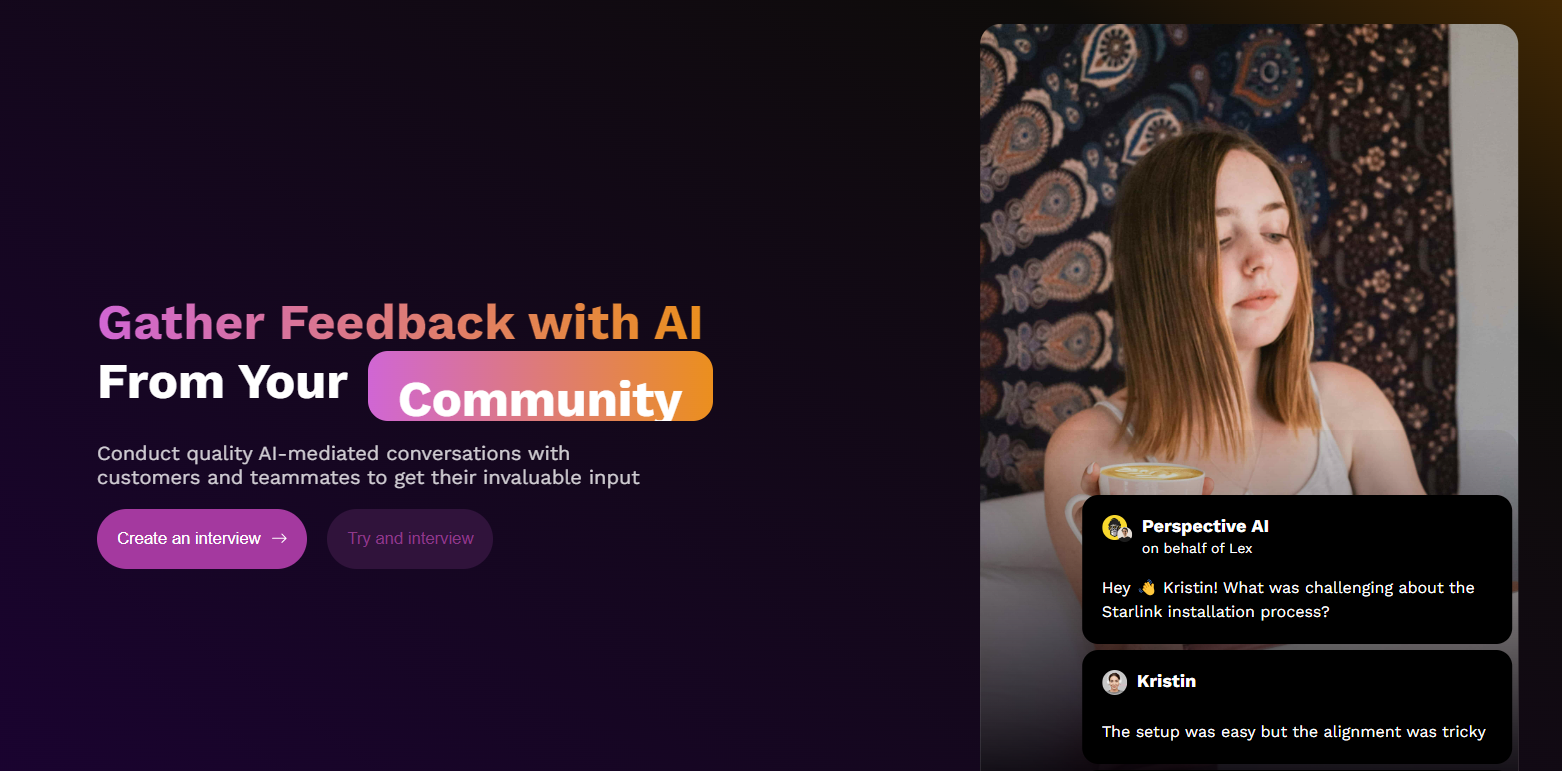 Gather Feedback with AI
From Your Community
Conduct quality AI-mediated conversations with
customers and teammates to get their invaluable input
Create an interview →
Try and interview
Perspective AI
on behalf of Lex
Hey 👋 Kristin! What was challenging about the
Starlink installation process?
Kristin
The setup was easy but the alignment was tricky